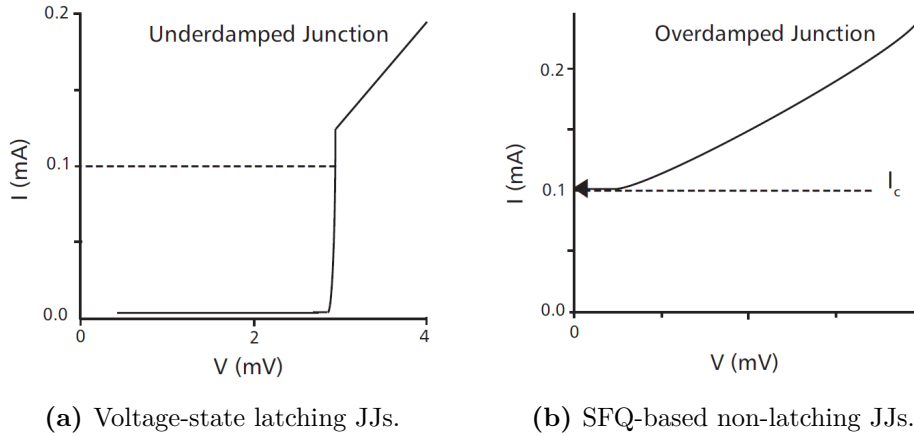 0.2
Underdamped Junction
I (mA)
0.1
0.0
0
2
4
V (mV)
(a) Voltage-state latching JJs.
Overdamped Junction
0.2
I (mA)
0.1
I_c
0.0
0
V (mV)
(b) SFQ-based non-latching JJs.